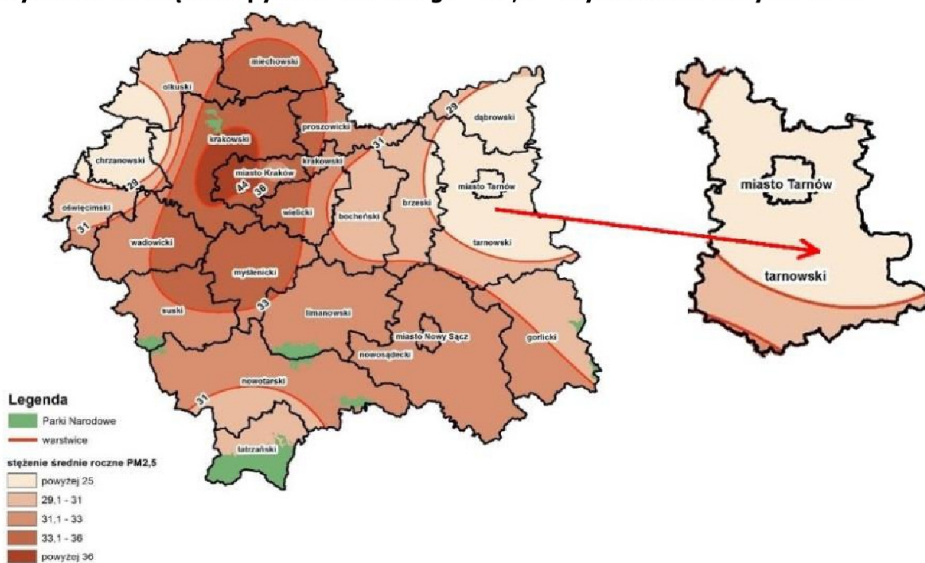 miechowski
olkuski
29
dąbrowski
krakowski
proszowicki
31
chrzanowski
miasto Kraków
krakowski
44
36
miasto Tarnów
29
oświęcimski
wielicki
bocheński
brzeski
31
wadowicki
tarnowski
myślenicki
33
suski
limanowski
miasto Nowy Sącz
gorlicki
nowosądecki
nowotarski
31
tatrzański
miasto Tarnów
tarnowski
Legenda
Parki Narodowe
warstwice
stężenie średnie roczne PM2,5
powyżej 25
29,1 - 31
31,1 - 33
33,1 - 36
powyżej 36